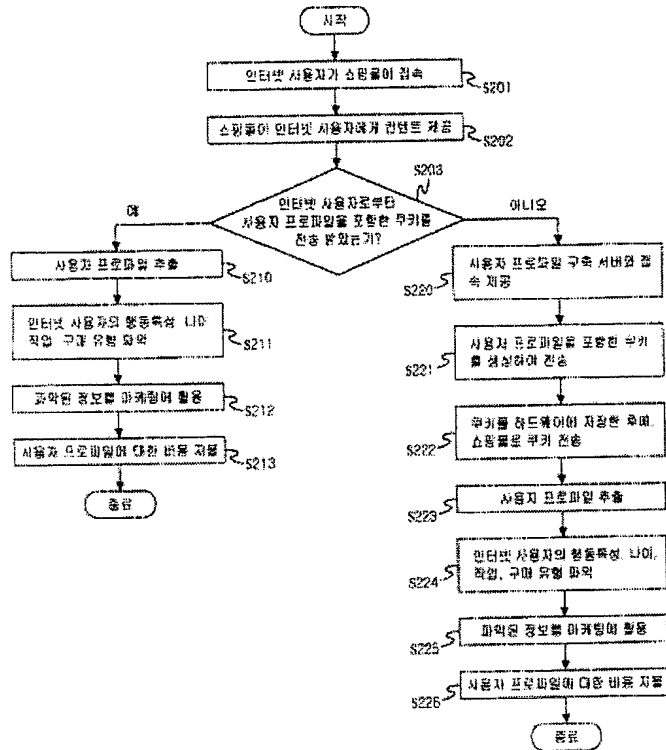 시작
인터넷 사용자가 쇼핑몰에 접속
S201
쇼핑몰이 인터넷 사용자에게 컨텐트 제공
S202
S203
인터넷 사용자로부터
사용자 프로파일을 포함한 쿠키를
전송 받았는가?
예
아니오
사용자 프로파일 추출
S210
인터넷 사용자의 행동특성, 나이,
직업, 구매 유형 파악
S211
파악된 정보별 마케팅에 활용
S212
사용자 프로파일에 대한 비용 지불
S213
종료
사용자 프로파일 구축 서버와 접
속 제공
S220
사용자 프로파일을 포함한 쿠키
를 생성하여 전송
S221
쿠키를 하드웨어에 저장한 후에,
쇼핑몰로 쿠키 전송
S222
사용자 프로파일 추출
S223
인터넷 사용자의 행동특성, 나이,
직업, 구매 유형 파악
S224
파악된 정보별 마케팅에 활용
S225
사용자 프로파일에 대한 비용 지불
S226
종료